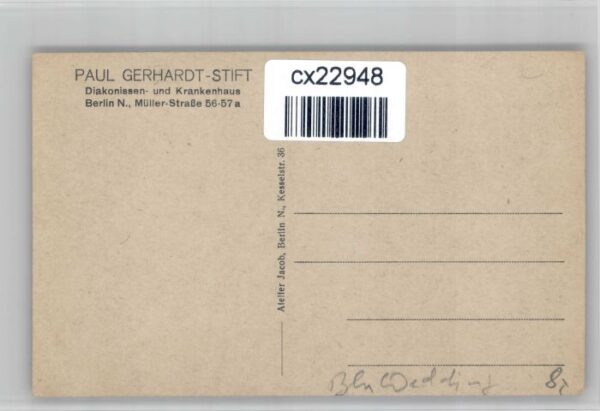 PAUL GERHARDT-STIFT
Diakonissen- und Krankenhaus
Berlin N., Müller-Straße 56-57a
cx22948
Atelier Jacob, Berlin N., Kesselstr. 36
Bln Wedding 8,-